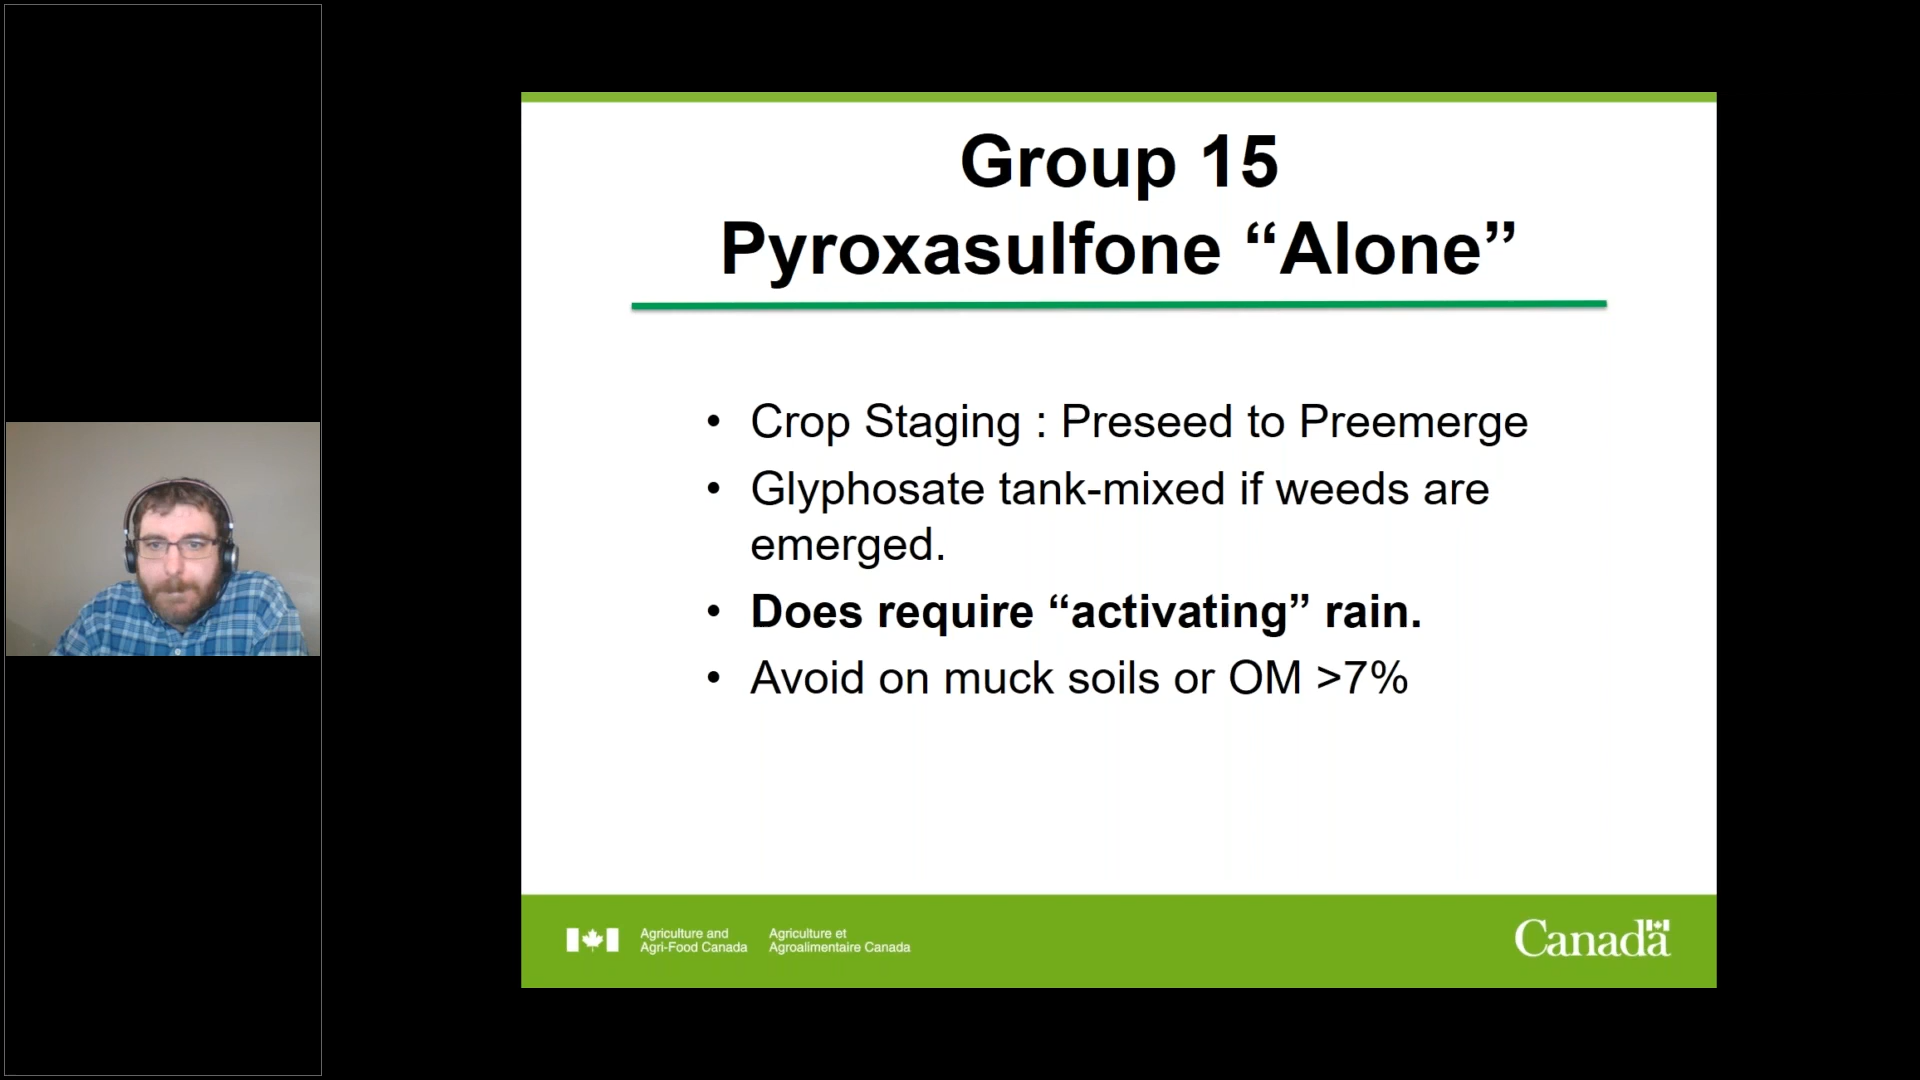 Group 15
Pyroxasulfone “Alone”
• Crop Staging : Preseed to Preemerge
• Glyphosate tank-mixed if weeds are
emerged.
• Does require “activating” rain.
• Avoid on muck soils or OM >7%
Agriculture and
Agri-Food Canada
Agriculture et
Agroalimentaire Canada
Canada